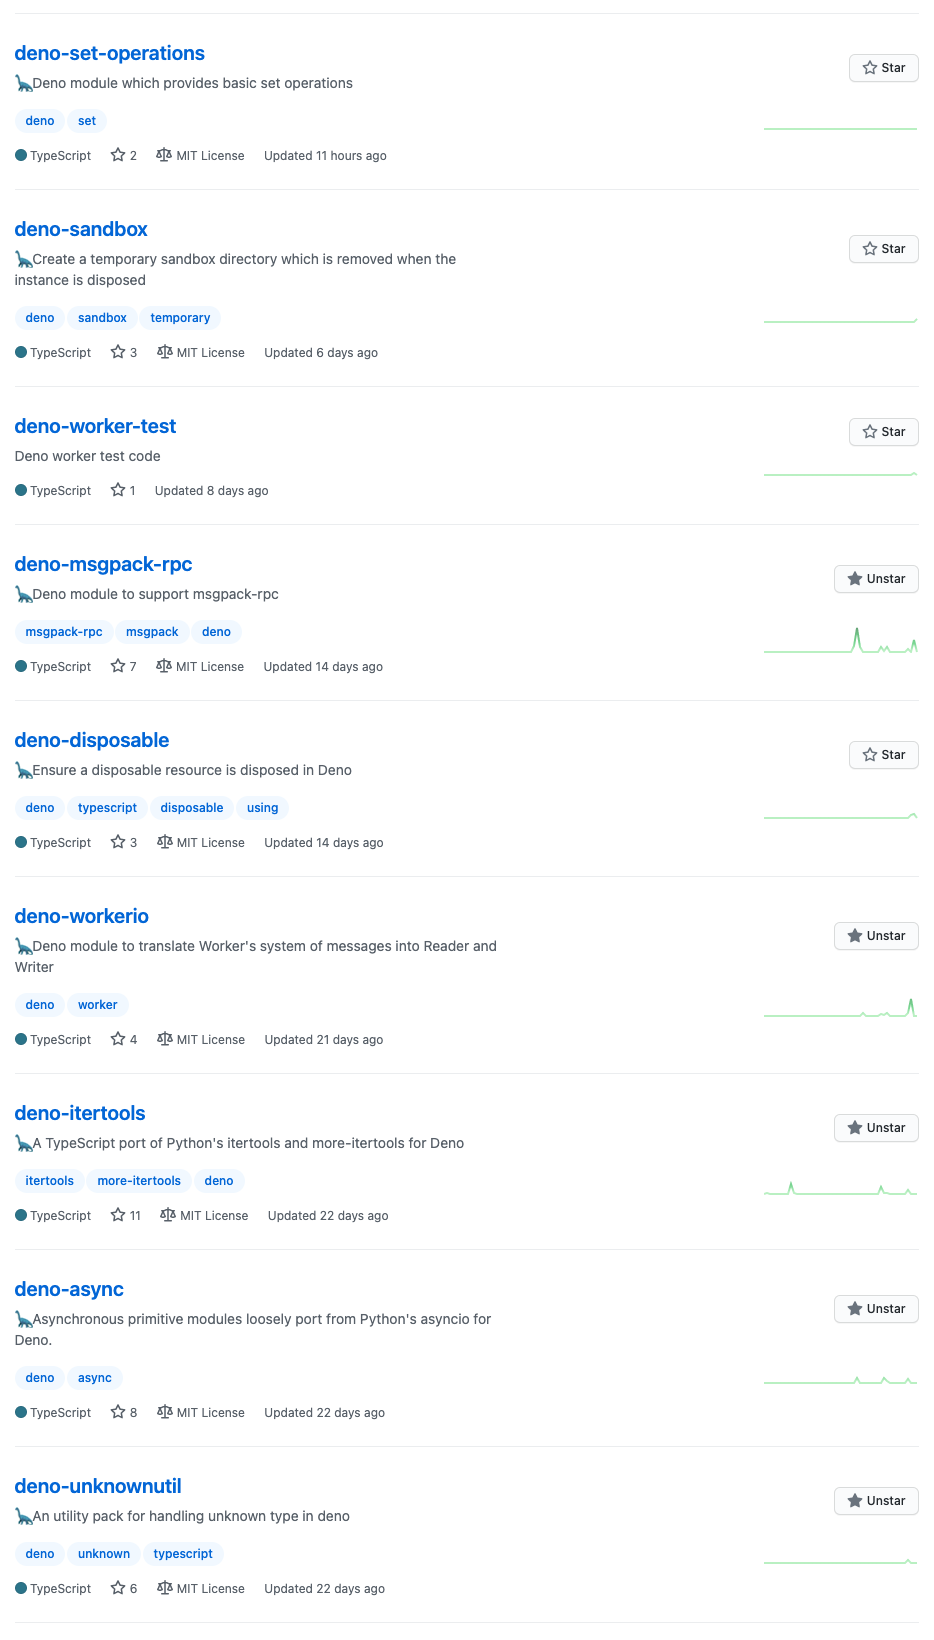 deno-set-operations
Star
🦕Deno module which provides basic set operations
deno set
TypeScript 2 MIT License Updated 11 hours ago
deno-sandbox
Star
🦕Create a temporary sandbox directory which is removed when the
instance is disposed
deno sandbox temporary
TypeScript 3 MIT License Updated 6 days ago
deno-worker-test
Star
Deno worker test code
TypeScript 1 Updated 8 days ago
deno-msgpack-rpc
Unstar
🦕Deno module to support msgpack-rpc
msgpack-rpc msgpack deno
TypeScript 7 MIT License Updated 14 days ago
deno-disposable
Star
🦕Ensure a disposable resource is disposed in Deno
deno typescript disposable using
TypeScript 3 MIT License Updated 14 days ago
deno-workerio
Unstar
🦕Deno module to translate Worker's system of messages into Reader and
Writer
deno worker
TypeScript 4 MIT License Updated 21 days ago
deno-itertools
Unstar
🦕A TypeScript port of Python's itertools and more-itertools for Deno
itertools more-itertools deno
TypeScript 11 MIT License Updated 22 days ago
deno-async
Unstar
🦕Asynchronous primitive modules loosely port from Python's asyncio for
Deno.
deno async
TypeScript 8 MIT License Updated 22 days ago
deno-unknownutil
Unstar
🦕An utility pack for handling unknown type in deno
deno unknown typescript
TypeScript 6 MIT License Updated 22 days ago